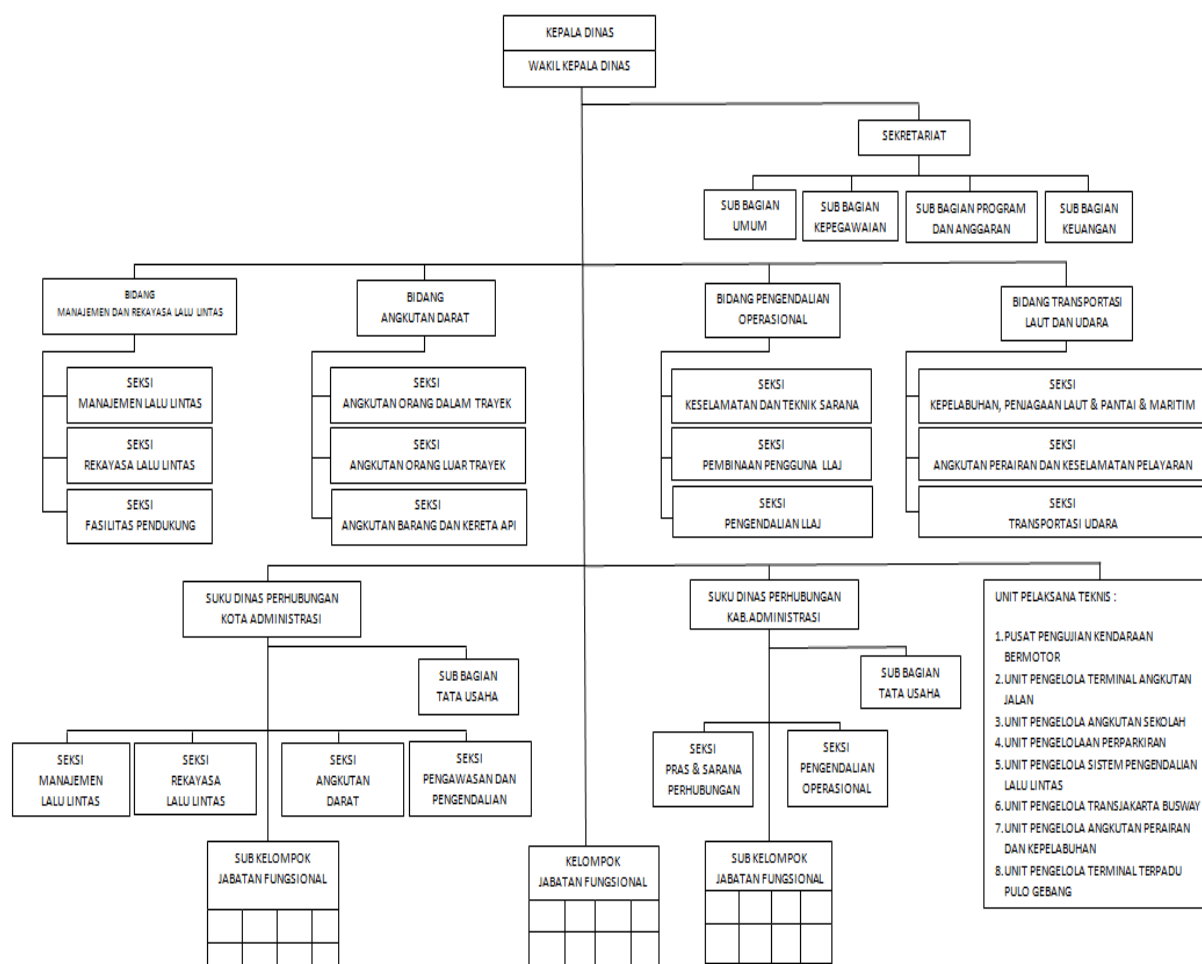 KEPALA DINAS
WAKIL KEPALA DINAS
SEKRETARIAT
SUB BAGIAN
UMUM
SUB BAGIAN
KEPEGAWAIAN
SUB BAGIAN PROGRAM
DAN ANGGARAN
SUB BAGIAN
KEUANGAN
BIDANG
MANAJEMEN DAN REKAYASA LALU LINTAS
BIDANG
ANGKUTAN DARAT
BIDANG PENGENDALIAN
OPERASIONAL
BIDANG TRANSPORTASI
LAUT DAN UDARA
SEKSI
MANAJEMEN LALU LINTAS
SEKSI
REKAYASA LALU LINTAS
SEKSI
FASILITAS PENDUKUNG
SEKSI
ANGKUTAN ORANG DALAM TRAYEK
SEKSI
ANGKUTAN ORANG LUAR TRAYEK
SEKSI
ANGKUTAN BARANG DAN KERETA API
SEKSI
KESELAMATAN DAN TEKNIK SARANA
SEKSI
PEMBINAAN PENGGUNA LLAJ
SEKSI
PENGENDALIAN LLAJ
SEKSI
KEPELABUHAN, PENJAGAAN LAUT & PANTAI & MARITIM
SEKSI
ANGKUTAN PERAIRAN DAN KESELAMATAN PELAYARAN
SEKSI
TRANSPORTASI UDARA
SUKU DINAS PERHUBUNGAN
KOTA ADMINISTRASI
SUB BAGIAN
TATA USAHA
SEKSI
MANAJEMEN
LALU LINTAS
SEKSI
REKAYASA
LALU LINTAS
SEKSI
ANGKUTAN
DARAT
SEKSI
PENGAWASAN DAN
PENGENDALIAN
SUB KELOMPOK
JABATAN FUNGSIONAL
KELOMPOK
JABATAN FUNGSIONAL
SUKU DINAS PERHUBUNGAN
KAB.ADMINISTRASI
SUB BAGIAN
TATA USAHA
SEKSI
PRAS & SARANA
PERHUBUNGAN
SEKSI
PENGENDALIAN
OPERASIONAL
SUB KELOMPOK
JABATAN FUNGSIONAL
UNIT PELAKSANA TEKNIS :
1.PUSAT PENGUJIAN KENDARAAN
BERMOTOR
2.UNIT PENGELOLA TERMINAL ANGKUTAN
JALAN
3.UNIT PENGELOLA ANGKUTAN SEKOLAH
4.UNIT PENGELOLAAN PERPARKIRAN
5.UNIT PENGELOLA SISTEM PENGENDALIAN
LALU LINTAS
6.UNIT PENGELOLA TRANSJAKARTA BUSWAY
7.UNIT PENGELOLA ANGKUTAN PERAIRAN
DAN KEPELABUHAN
8.UNIT PENGELOLA TERMINAL TERPADU
PULO GEBANG